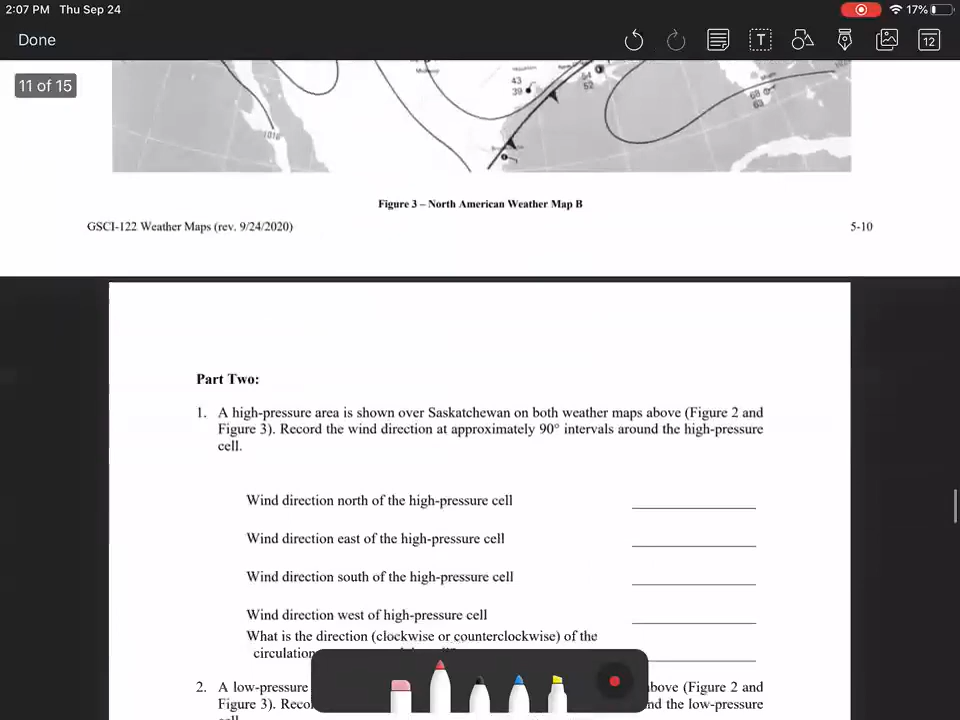 2:07 PM Thu Sep 24
17%
Done
T
12
11 of 15
43
39
54
52
68
63
1016
Figure 3 – North American Weather Map B
GSCI-122 Weather Maps (rev. 9/24/2020)
5-10
Part Two:
1. A high-pressure area is shown over Saskatchewan on both weather maps above (Figure 2 and
Figure 3). Record the wind direction at approximately 90° intervals around the high-pressure
cell.
Wind direction north of the high-pressure cell
Wind direction east of the high-pressure cell
Wind direction south of the high-pressure cell
Wind direction west of high-pressure cell
What is the direction (clockwise or counterclockwise) of the
circulation
2. A low-pressure
bove (Figure 2 and
Figure 3). Reco
nd the low-pressure
cell